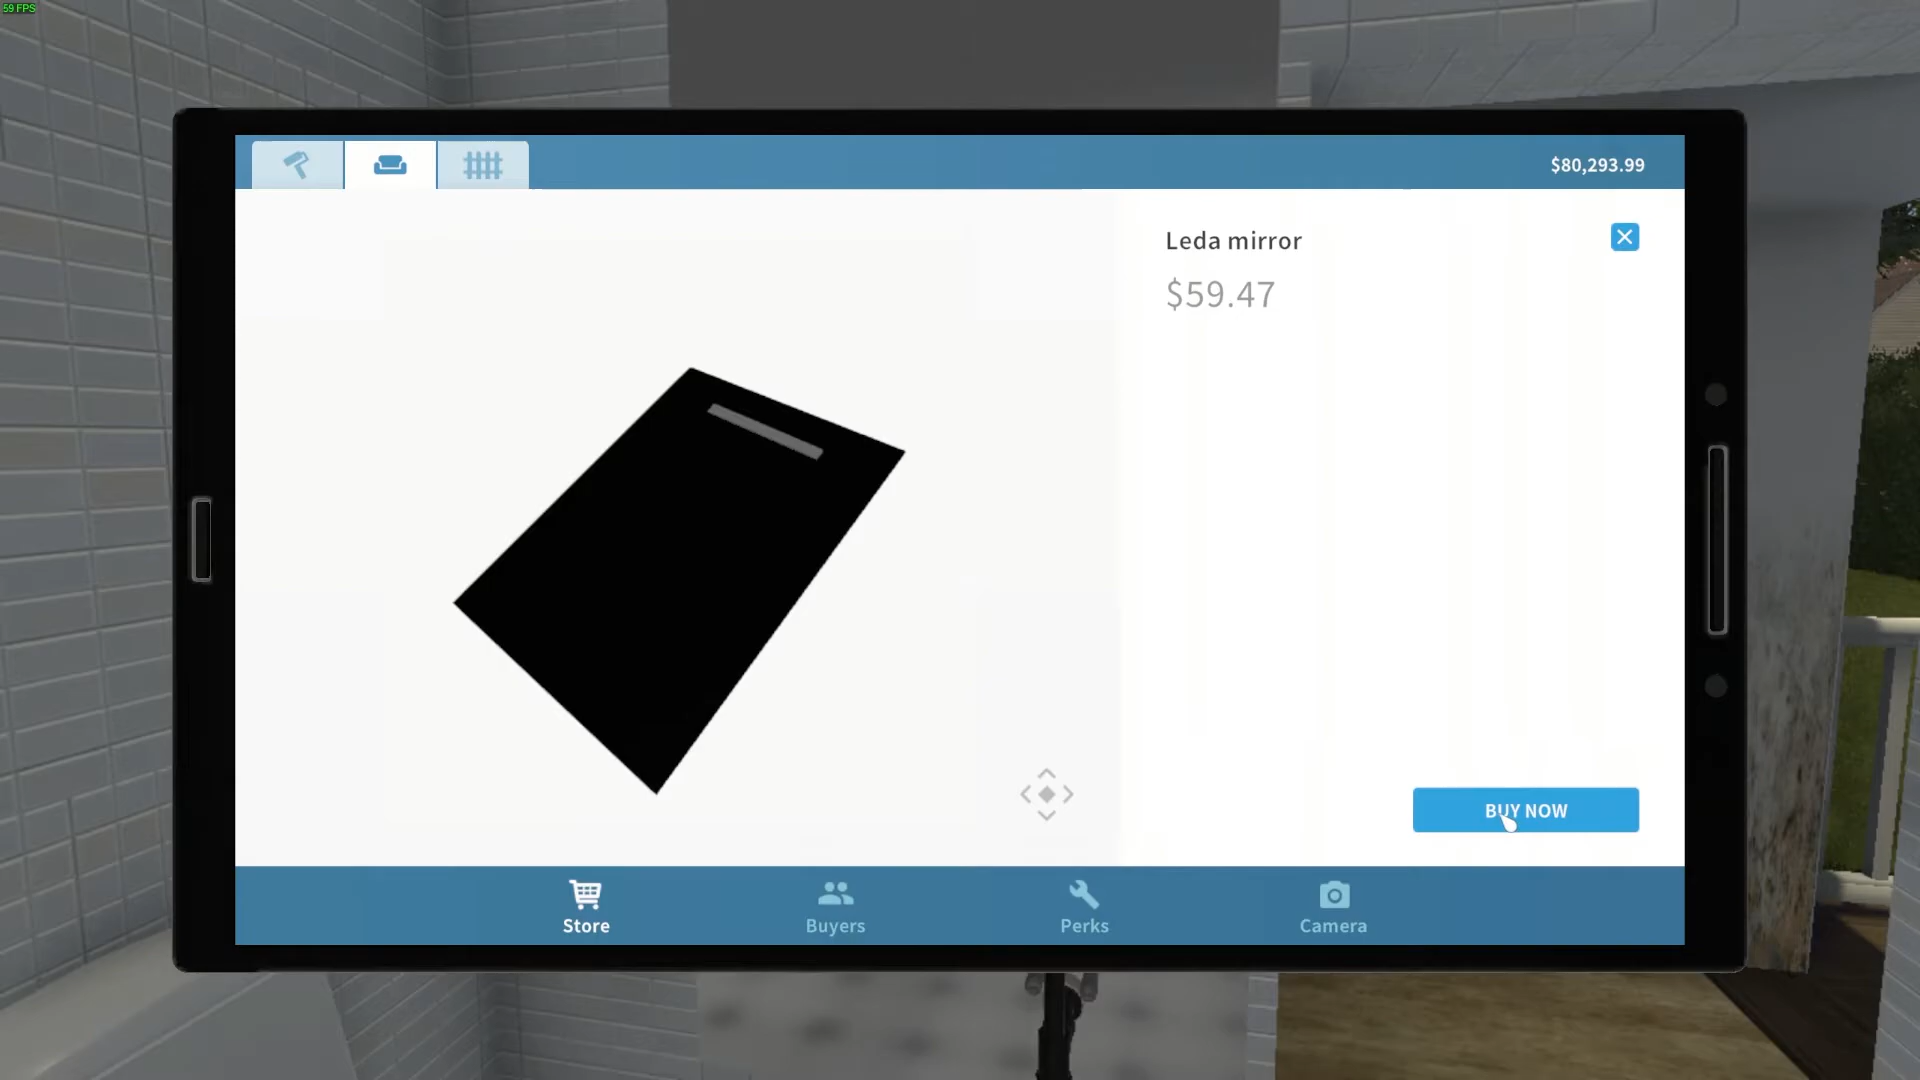 59 FPS
$80,293.99
Leda mirror
$59.47
BUY NOW
Store
Buyers
Perks
Camera